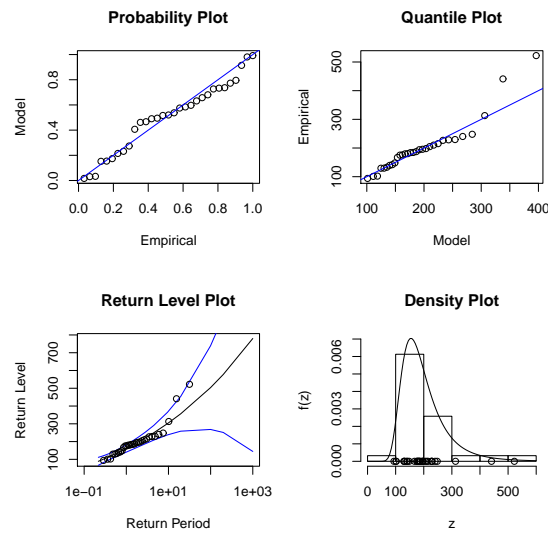 Probability Plot
Model
0.0 0.4 0.8
0.0 0.2 0.4 0.6 0.8 1.0
Empirical
Quantile Plot
Empirical
100 300 500
100 200 300 400
Model
Return Level Plot
Return Level
100 300 500 700
1e−01 1e+01 1e+03
Return Period
Density Plot
f(z)
0.000 0.003 0.006
0 100 300 500
z